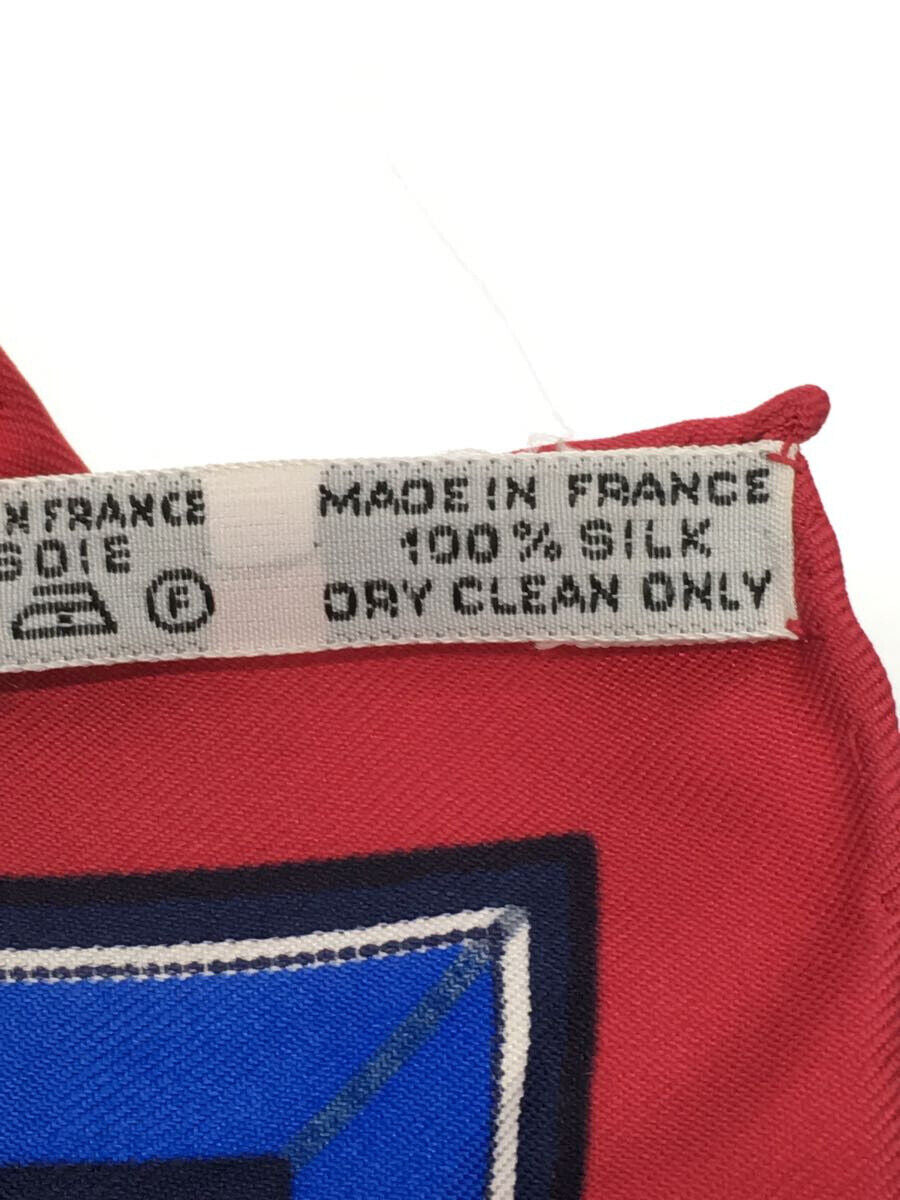 N FRANCE
SOIE
F
MADE IN FRANCE
100% SILK
DRY CLEAN ONLY